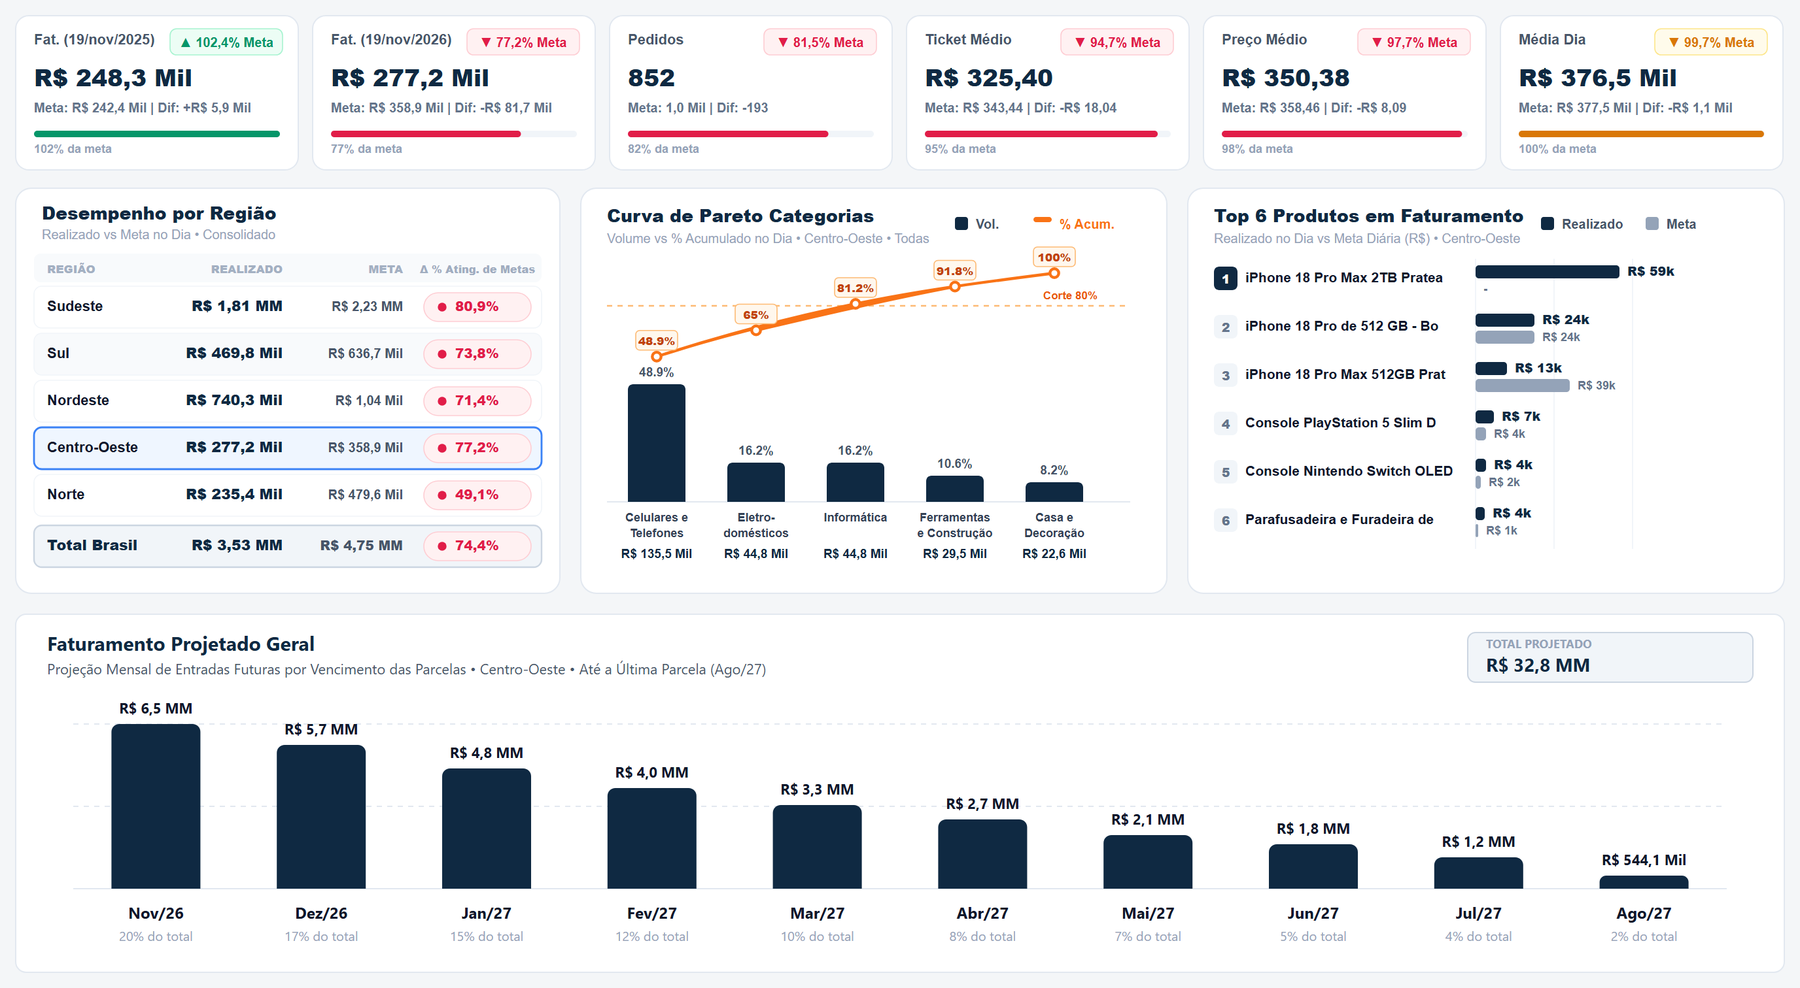 Fat. (19/nov/2025)
▲ 102,4% Meta
R$ 248,3 Mil
Meta: R$ 242,4 Mil | Dif: +R$ 5,9 Mil
102% da meta
Fat. (19/nov/2026)
▼ 77,2% Meta
R$ 277,2 Mil
Meta: R$ 358,9 Mil | Dif: -R$ 81,7 Mil
77% da meta
Pedidos
▼ 81,5% Meta
852
Meta: 1,0 Mil | Dif: -193
82% da meta
Ticket Médio
▼ 94,7% Meta
R$ 325,40
Meta: R$ 343,44 | Dif: -R$ 18,04
95% da meta
Preço Médio
▼ 97,7% Meta
R$ 350,38
Meta: R$ 358,46 | Dif: -R$ 8,09
98% da meta
Média Dia
▼ 99,7% Meta
R$ 376,5 Mil
Meta: R$ 377,5 Mil | Dif: -R$ 1,1 Mil
100% da meta
Desempenho por Região
Realizado vs Meta no Dia • Consolidado
REGIÃO REALIZADO META Δ % Ating. de Metas
Sudeste R$ 1,81 MM R$ 2,23 MM ● 80,9%
Sul R$ 469,8 Mil R$ 636,7 Mil ● 73,8%
Nordeste R$ 740,3 Mil R$ 1,04 MM ● 71,4%
Centro-Oeste R$ 277,2 Mil R$ 358,9 Mil ● 77,2%
Norte R$ 235,4 Mil R$ 479,6 Mil ● 49,1%
Total Brasil R$ 3,53 MM R$ 4,75 MM ● 74,4%
Curva de Pareto Categorias
Vol. % Acum.
Volume vs % Acumulado no Dia • Centro-Oeste • Todas
100%
91.8%
81.2%
65%
48.9%
Corte 80%
48.9%
16.2%
16.2%
10.6%
8.2%
Celulares e
Telefones
R$ 135,5 Mil
Eletro-
domésticos
R$ 44,8 Mil
Informática
R$ 44,8 Mil
Ferramentas
e Construção
R$ 29,5 Mil
Casa e
Decoração
R$ 22,6 Mil
Top 6 Produtos em Faturamento
Realizado Meta
Realizado no Dia vs Meta Diária (R$) • Centro-Oeste
1 iPhone 18 Pro Max 2TB Pratea R$ 59k
-
2 iPhone 18 Pro de 512 GB - Bo R$ 24k
R$ 24k
3 iPhone 18 Pro Max 512GB Prat R$ 13k
R$ 39k
4 Console PlayStation 5 Slim D R$ 7k
R$ 4k
5 Console Nintendo Switch OLED R$ 4k
R$ 2k
6 Parafusadeira e Furadeira de R$ 4k
R$ 1k
Faturamento Projetado Geral
Projeção Mensal de Entradas Futuras por Vencimento das Parcelas • Centro-Oeste • Até a Última Parcela (Ago/27)
TOTAL PROJETADO
R$ 32,8 MM
R$ 6,5 MM
R$ 5,7 MM
R$ 4,8 MM
R$ 4,0 MM
R$ 3,3 MM
R$ 2,7 MM
R$ 2,1 MM
R$ 1,8 MM
R$ 1,2 MM
R$ 544,1 Mil
Nov/26 Dez/26 Jan/27 Fev/27 Mar/27 Abr/27 Mai/27 Jun/27 Jul/27 Ago/27
20% do total 17% do total 15% do total 12% do total 10% do total 8% do total 7% do total 5% do total 4% do total 2% do total